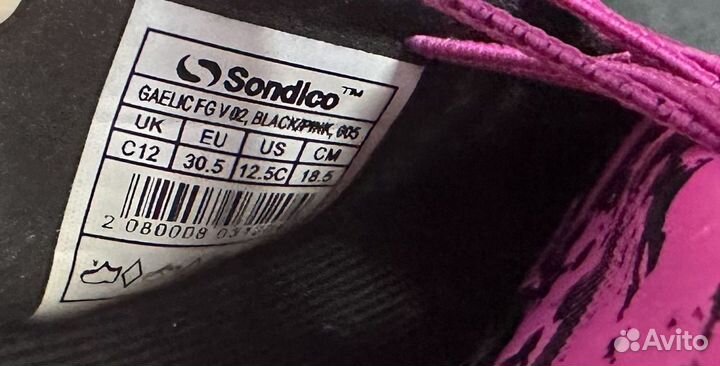 Sondico™
GAELIC FG V 02, BLACK/PINK, 605
UK EU US CM
C12 30.5 12.5C 18.5
2 080008
Avito